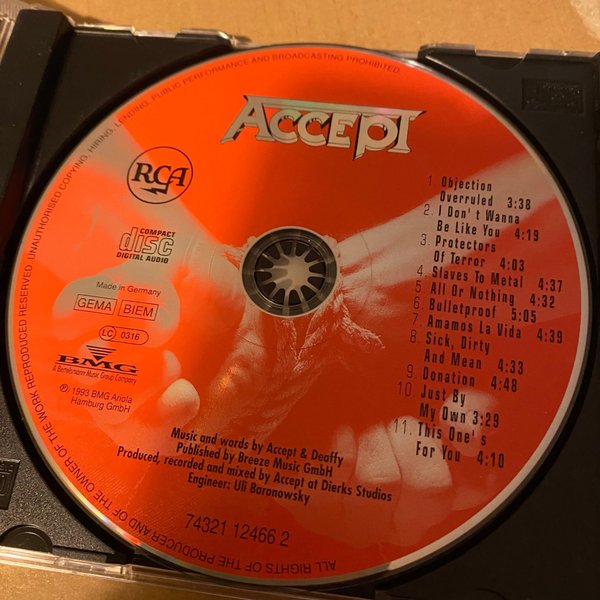 ACCEPT
RCA
COMPACT
disc
DIGITAL AUDIO
Made in Germany
GEMA BIEM
LC 0316
BMG
A Bertelsmann Music Group Company
℗ 1993 BMG Ariola
Hamburg GmbH
1. Objection
Overruled 3:38
2. I Don't Wanna
Be Like You 4:19
3. Protectors
Of Terror 4:03
4. Slaves To Metal 4:37
5. All Or Nothing 4:32
6. Bulletproof 5:05
7. Amamos La Vida 4:39
8. Sick, Dirty
And Mean 4:33
9. Donation 4:48
10. Just By
My Own 3:29
11. This One's
For You 4:10
Music and words by Accept & Deaffy
Published by Breeze Music GmbH
Produced, recorded and mixed by Accept at Dierks Studios
Engineer: Uli Baronowsky
74321 12466 2
ALL RIGHTS OF THE PRODUCER AND OF THE OWNER OF THE WORK REPRODUCED RESERVED. UNAUTHORISED COPYING, HIRING, LENDING, PUBLIC PERFORMANCE AND BROADCASTING PROHIBITED.